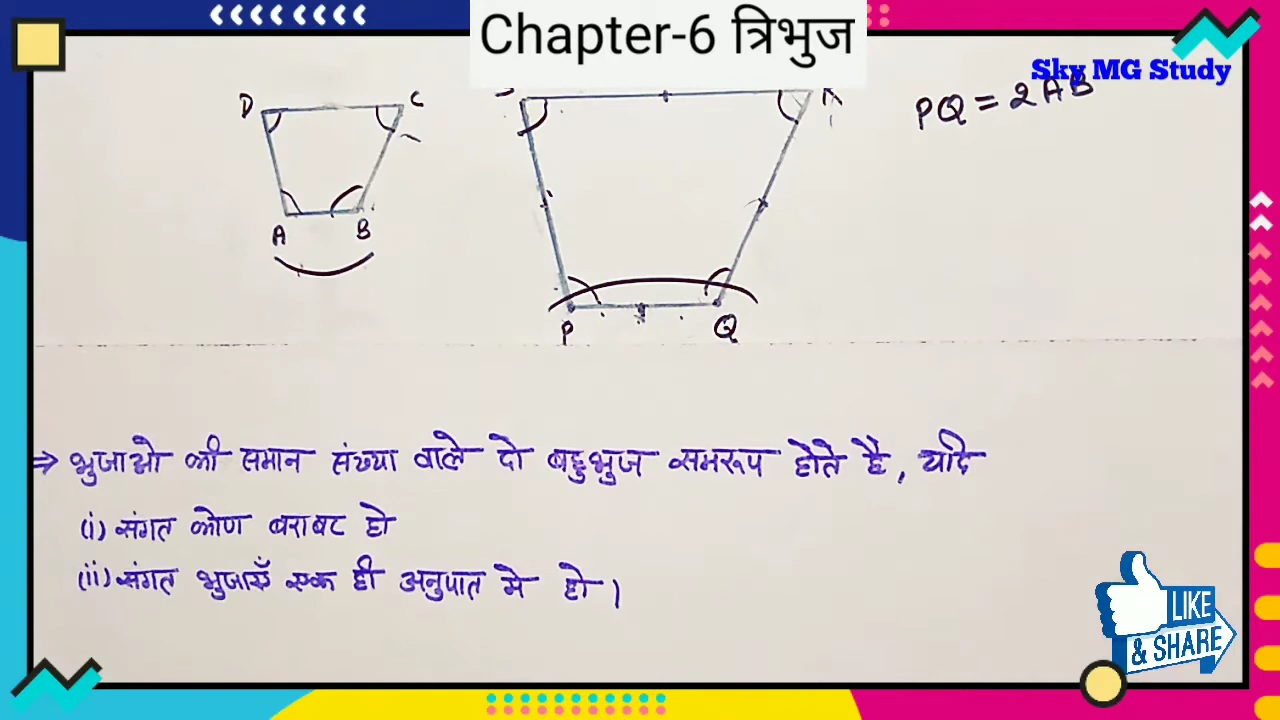 Chapter-6 त्रिभुज
Sky MG Study
D C
PQ = 2AB
A B
P Q
⇒ भुजाओ की समान संख्या वाले दो बहुभुज समरूप होते है, यदि
(i) संगत कोण बराबर हो
(ii) संगत भुजाएँ एक ही अनुपात मे हो।
LIKE
& SHARE